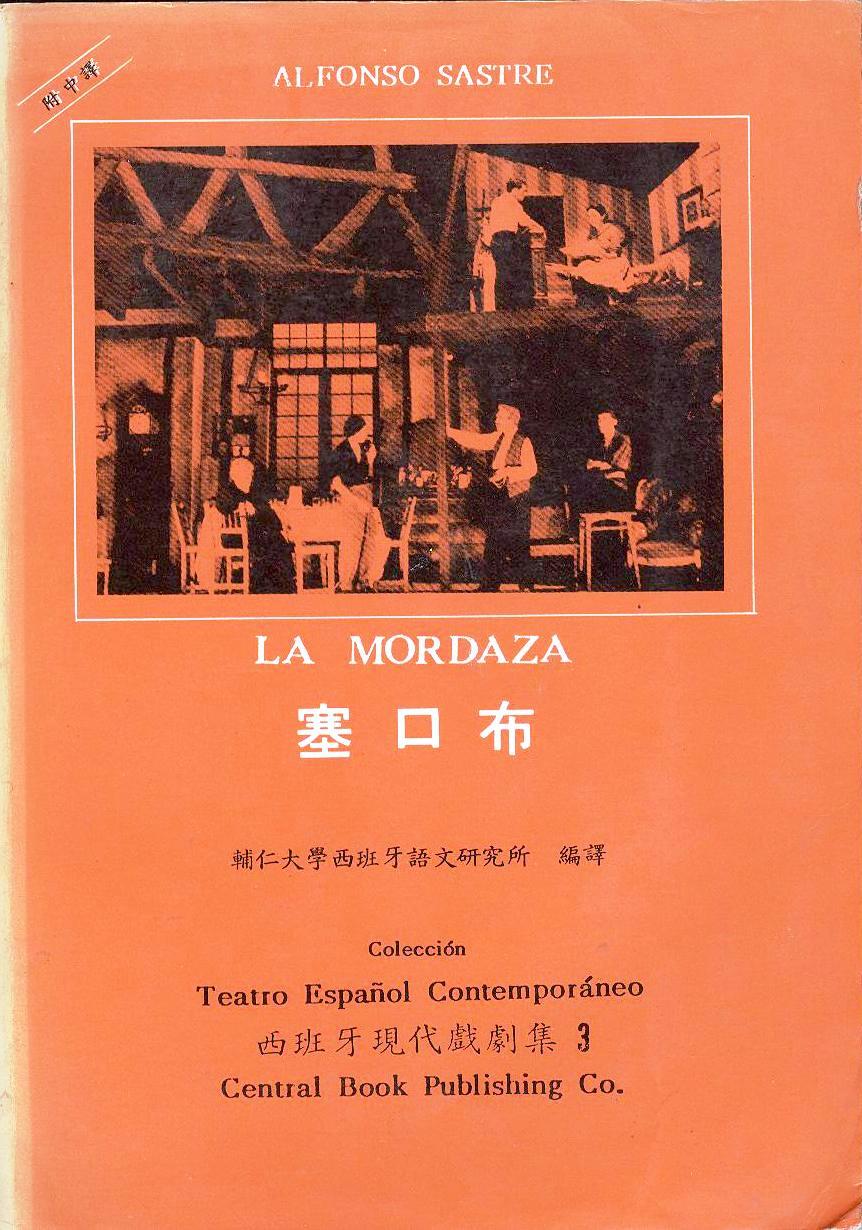 附中譯
ALFONSO SASTRE
LA MORDAZA
塞口布
輔仁大學西班牙語文研究所 編譯
Colección
Teatro Español Contemporáneo
西班牙現代戲劇集 3
Central Book Publishing Co.